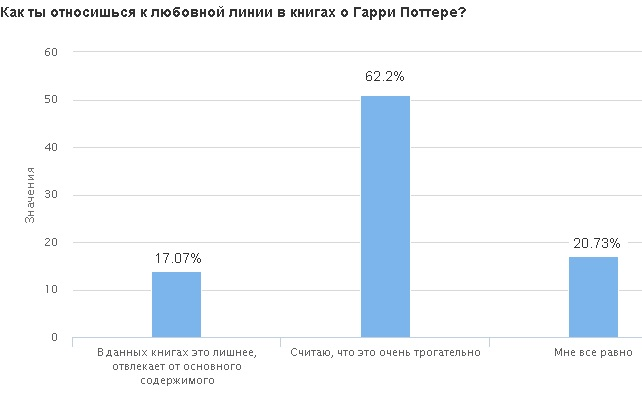 Как ты относишься к любовной линии в книгах о Гарри Поттере?
60
50
40
30
20
10
0
Значения
17.07%
62.2%
20.73%
В данных книгах это лишнее,
отвлекает от основного
содержимого
Считаю, что это очень трогательно
Мне все равно